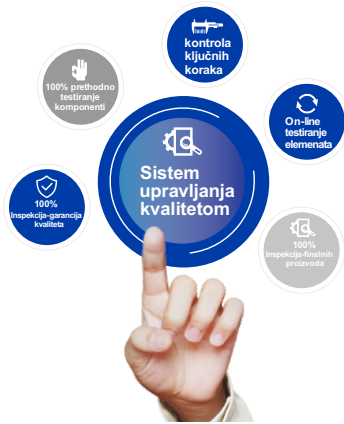 kontrola
ključnih
koraka
100% prethodno
testiranje
komponenti
On-line
testiranje
elemenata
Sistem
upravljanja
kvalitetom
100%
Inspekcija-garancija
kvaliteta
100%
Inspekcija-finalnih
proizvoda